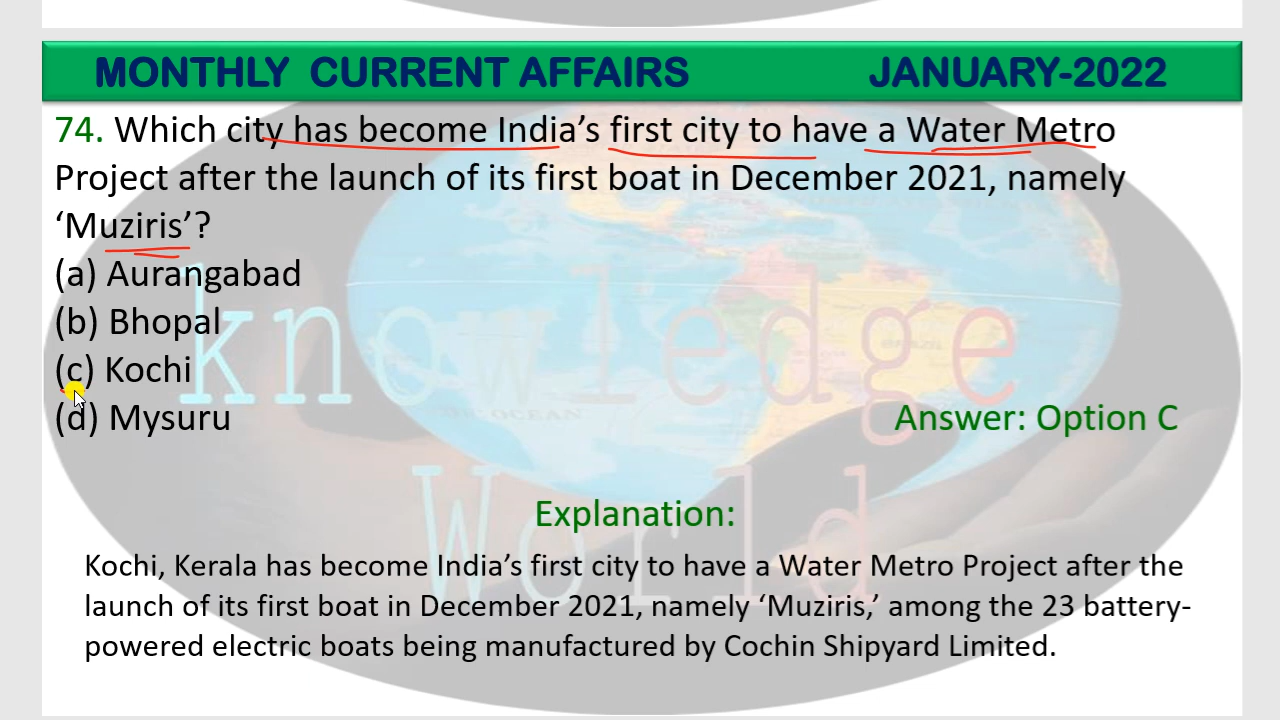 MONTHLY CURRENT AFFAIRS JANUARY-2022
74. Which city has become India’s first city to have a Water Metro
Project after the launch of its first boat in December 2021, namely
‘Muziris’?
(a) Aurangabad
(b) Bhopal
(c) Kochi
(d) Mysuru Answer: Option C
knowledge
World
Explanation:
Kochi, Kerala has become India’s first city to have a Water Metro Project after the
launch of its first boat in December 2021, namely ‘Muziris,’ among the 23 battery-
powered electric boats being manufactured by Cochin Shipyard Limited.